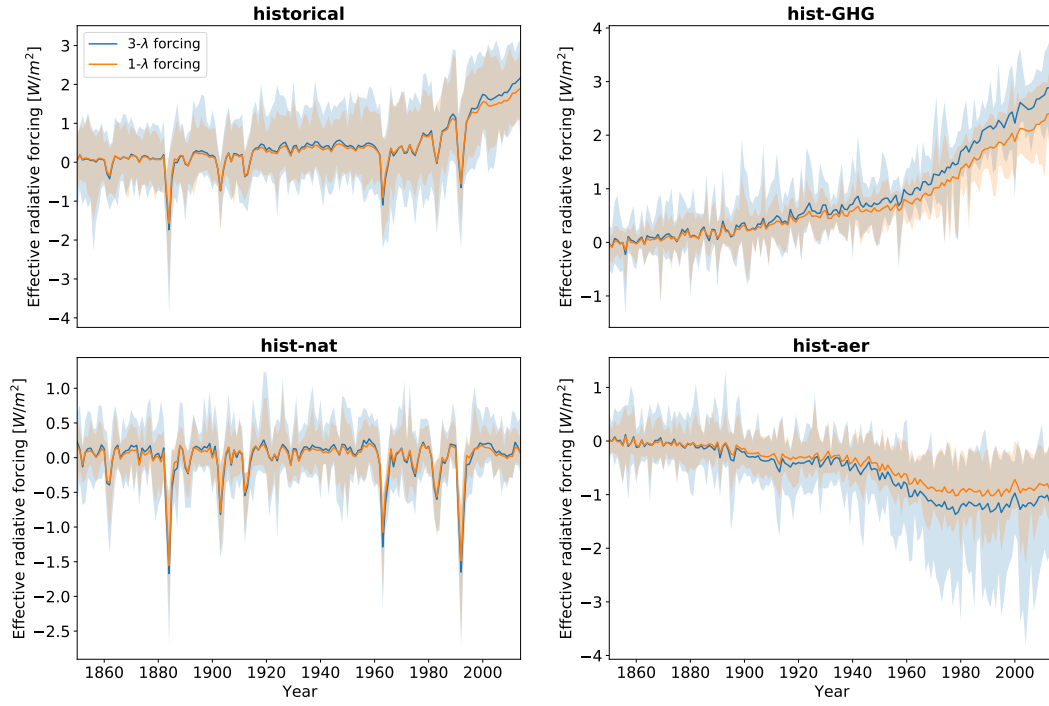 historical
hist-GHG
3-λ forcing
1-λ forcing
Effective radiative forcing [W/m²]
3
2
1
0
−1
−2
−3
−4
Effective radiative forcing [W/m²]
4
3
2
1
0
−1
hist-nat
hist-aer
Effective radiative forcing [W/m²]
1.0
0.5
0.0
−0.5
−1.0
−1.5
−2.0
−2.5
1860 1880 1900 1920 1940 1960 1980 2000
Year
Effective radiative forcing [W/m²]
1
0
−1
−2
−3
−4
1860 1880 1900 1920 1940 1960 1980 2000
Year